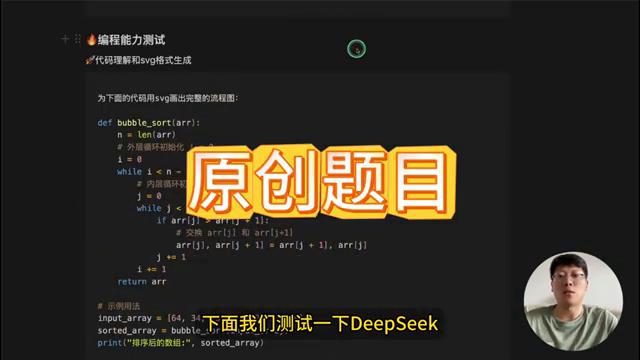 🔥编程能力测试
🚀代码理解和svg格式生成
为下面的代码用svg画出完整的流程图：
def bubble_sort(arr):
n = len(arr)
# 外层循环初始化
i = 0
while i < n -
# 内层循环初
j = 0
while j <
if arr[j] > arr[j + 1]:
# 交换 arr[j] 和 arr[j+1]
arr[j], arr[j + 1] = arr[j + 1], arr[j]
j += 1
i += 1
return arr
原创题目
# 示例用法
input_array = [64, 34
sorted_array = bubble_
print("排序后的数组:", sorted_array)
下面我们测试一下DeepSeek